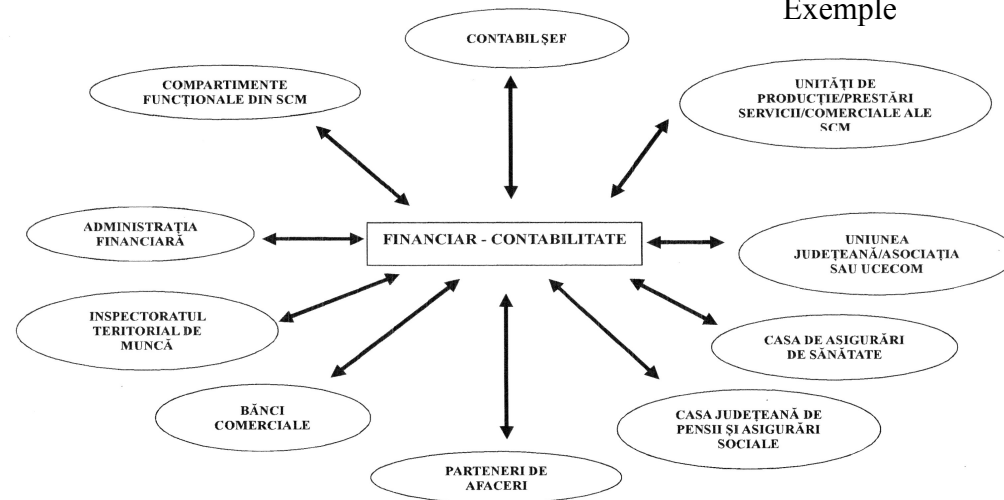 Exemple
CONTABIL ŞEF
COMPARTIMENTE
FUNCŢIONALE DIN SCM
UNITĂŢI DE
PRODUCŢIE/PRESTĂRI
SERVICII/COMERCIALE ALE
SCM
ADMINISTRAŢIA
FINANCIARĂ
FINANCIAR - CONTABILITATE
UNIUNEA
JUDEŢEANĂ/ASOCIAŢIA
SAU UCECOM
INSPECTORATUL
TERITORIAL DE
MUNCĂ
CASA DE ASIGURĂRI
DE SĂNĂTATE
BĂNCI
COMERCIALE
CASA JUDEŢEANĂ DE
PENSII ŞI ASIGURĂRI
SOCIALE
PARTENERI DE
AFACERI